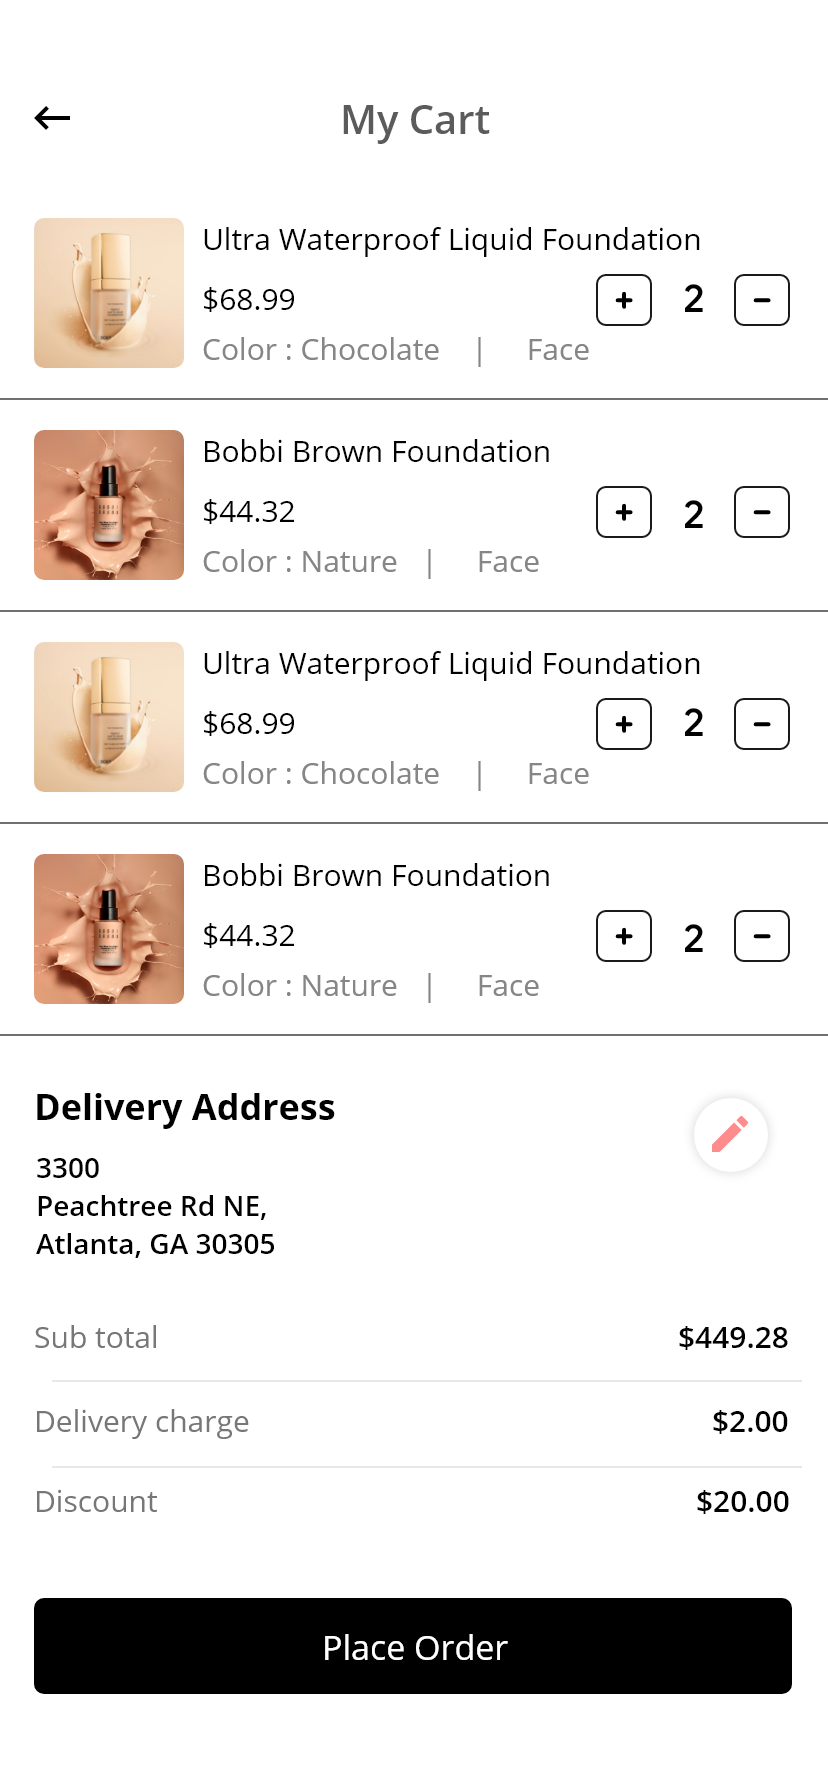 My Cart
Ultra Waterproof Liquid Foundation
$68.99
+ 2 −
Color : Chocolate | Face
Bobbi Brown Foundation
$44.32
+ 2 −
Color : Nature | Face
Ultra Waterproof Liquid Foundation
$68.99
+ 2 −
Color : Chocolate | Face
Bobbi Brown Foundation
$44.32
+ 2 −
Color : Nature | Face
Delivery Address
3300
Peachtree Rd NE,
Atlanta, GA 30305
Sub total $449.28
Delivery charge $2.00
Discount $20.00
Place Order